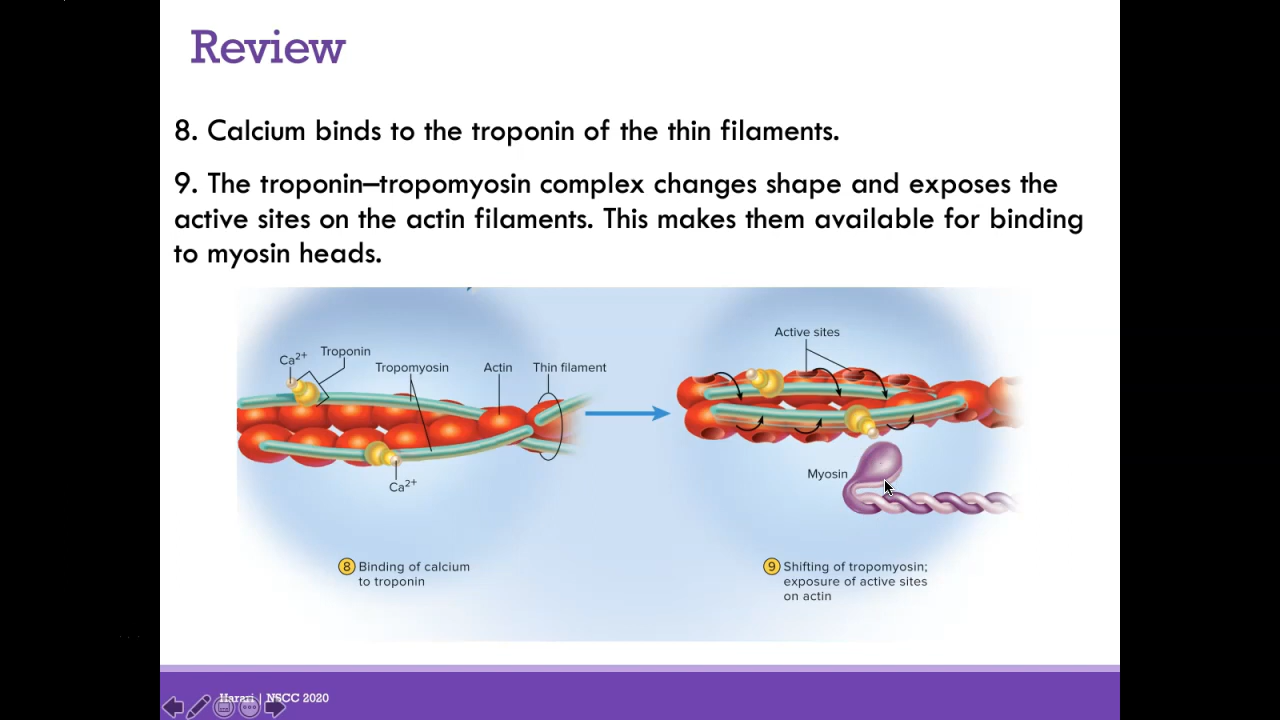 Review
8. Calcium binds to the troponin of the thin filaments.
9. The troponin–tropomyosin complex changes shape and exposes the
active sites on the actin filaments. This makes them available for binding
to myosin heads.
Ca2+
Troponin
Tropomyosin
Actin
Thin filament
Ca2+
Active sites
Myosin
8 Binding of calcium
to troponin
9 Shifting of tropomyosin;
exposure of active sites
on actin
Harari | NSCC 2020